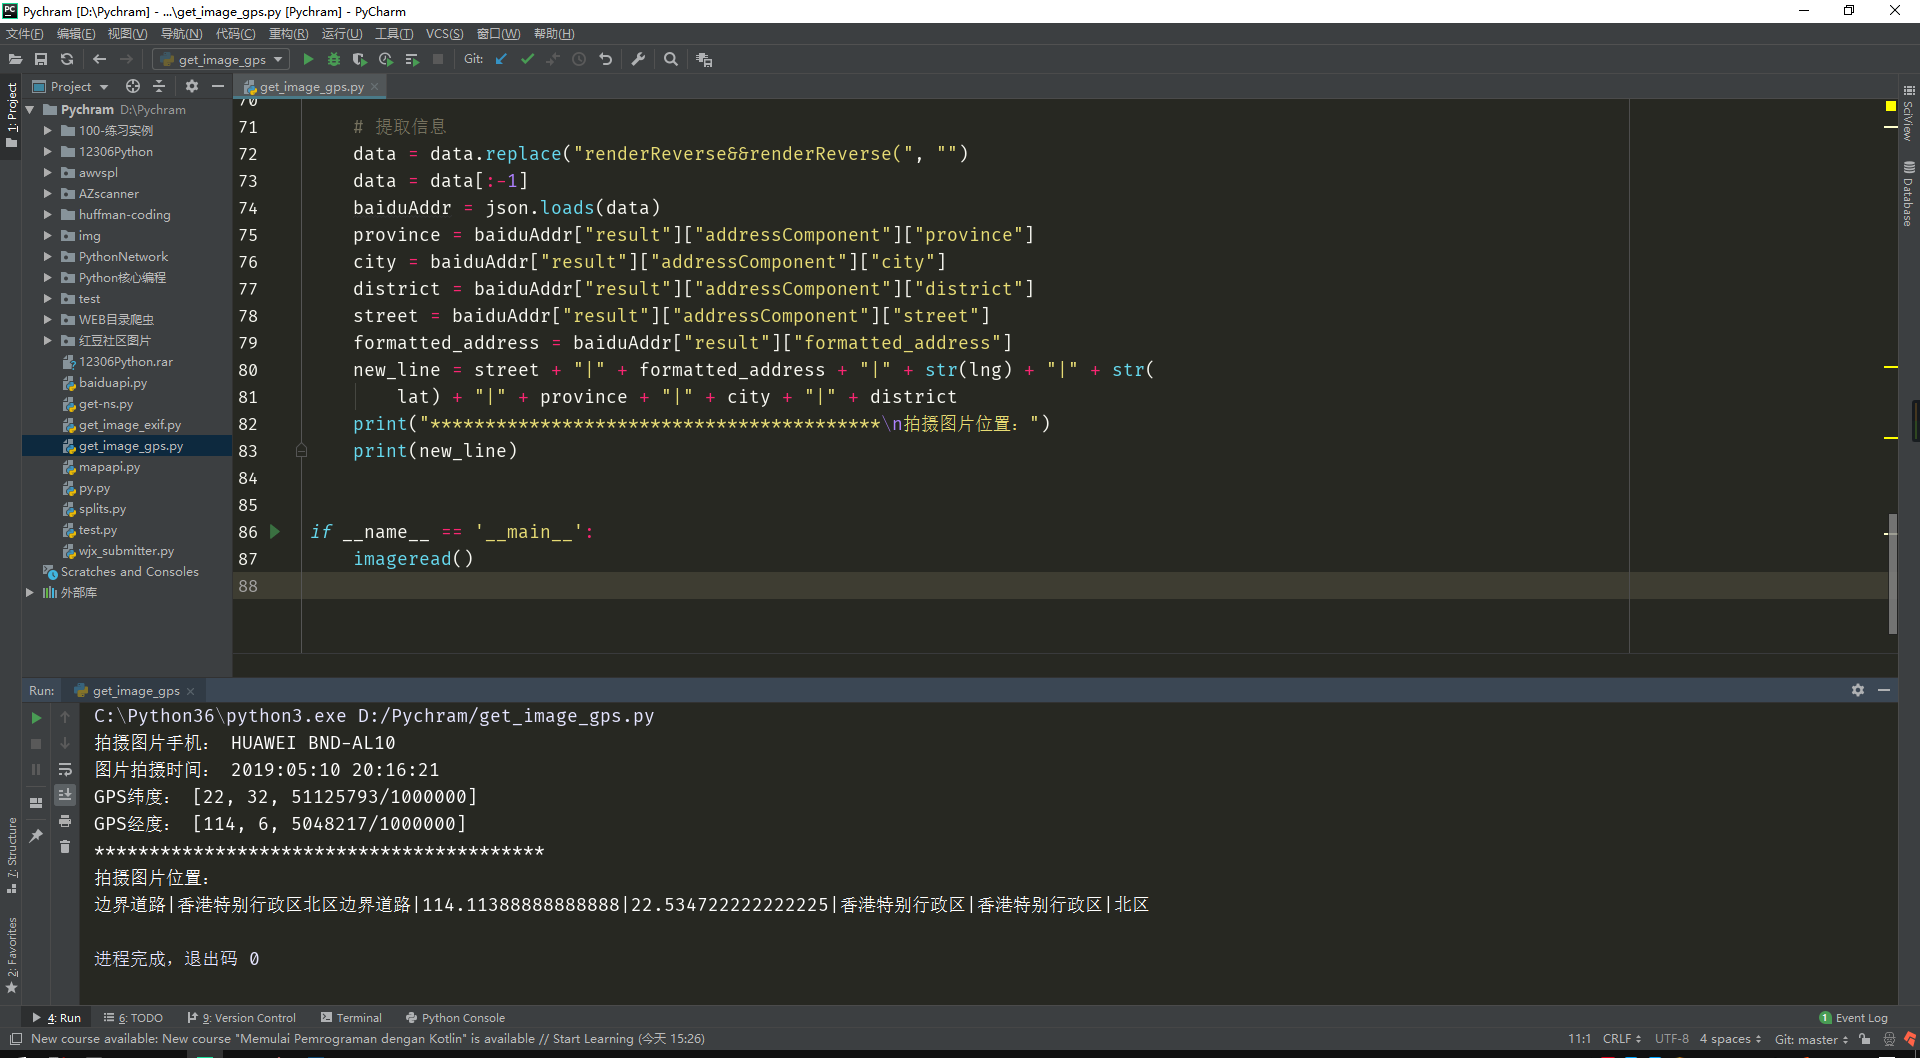 Pychram [D:\Pychram] - ...\get_image_gps.py [Pychram] - PyCharm
文件(F) 编辑(E) 视图(V) 导航(N) 代码(C) 重构(R) 运行(U) 工具(T) VCS(S) 窗口(W) 帮助(H)
get_image_gps Git:
Project get_image_gps.py
1: Project
Pychram D:\Pychram
100-练习实例
12306Python
awvspl
AZscanner
huffman-coding
img
PythonNetwork
Python核心编程
test
WEB目录爬虫
红豆社区图片
12306Python.rar
baiduapi.py
get-ns.py
get_image_exif.py
get_image_gps.py
mapapi.py
py.py
splits.py
test.py
wjx_submitter.py
Scratches and Consoles
外部库
70
71 # 提取信息
72 data = data.replace("renderReverse&&renderReverse(", "")
73 data = data[:-1]
74 baiduAddr = json.loads(data)
75 province = baiduAddr["result"]["addressComponent"]["province"]
76 city = baiduAddr["result"]["addressComponent"]["city"]
77 district = baiduAddr["result"]["addressComponent"]["district"]
78 street = baiduAddr["result"]["addressComponent"]["street"]
79 formatted_address = baiduAddr["result"]["formatted_address"]
80 new_line = street + "|" + formatted_address + "|" + str(lng) + "|" + str(
81 lat) + "|" + province + "|" + city + "|" + district
82 print("*****************************************\n拍摄图片位置：")
83 print(new_line)
84
85
86 if __name__ == '__main__':
87 imageread()
88
SciView
Database
Run: get_image_gps
C:\Python36\python3.exe D:/Pychram/get_image_gps.py
拍摄图片手机： HUAWEI BND-AL10
图片拍摄时间： 2019:05:10 20:16:21
GPS纬度： [22, 32, 51125793/1000000]
GPS经度： [114, 6, 5048217/1000000]
*****************************************
拍摄图片位置：
边界道路|香港特别行政区北区边界道路|114.11388888888888|22.534722222222225|香港特别行政区|香港特别行政区|北区
进程完成，退出码 0
7: Structure
2: Favorites
4: Run 6: TODO 9: Version Control Terminal Python Console 1 Event Log
New course available: New course "Memulai Pemrograman dengan Kotlin" is available // Start Learning (今天 15:26) 11:1 CRLF UTF-8 4 spaces Git: master